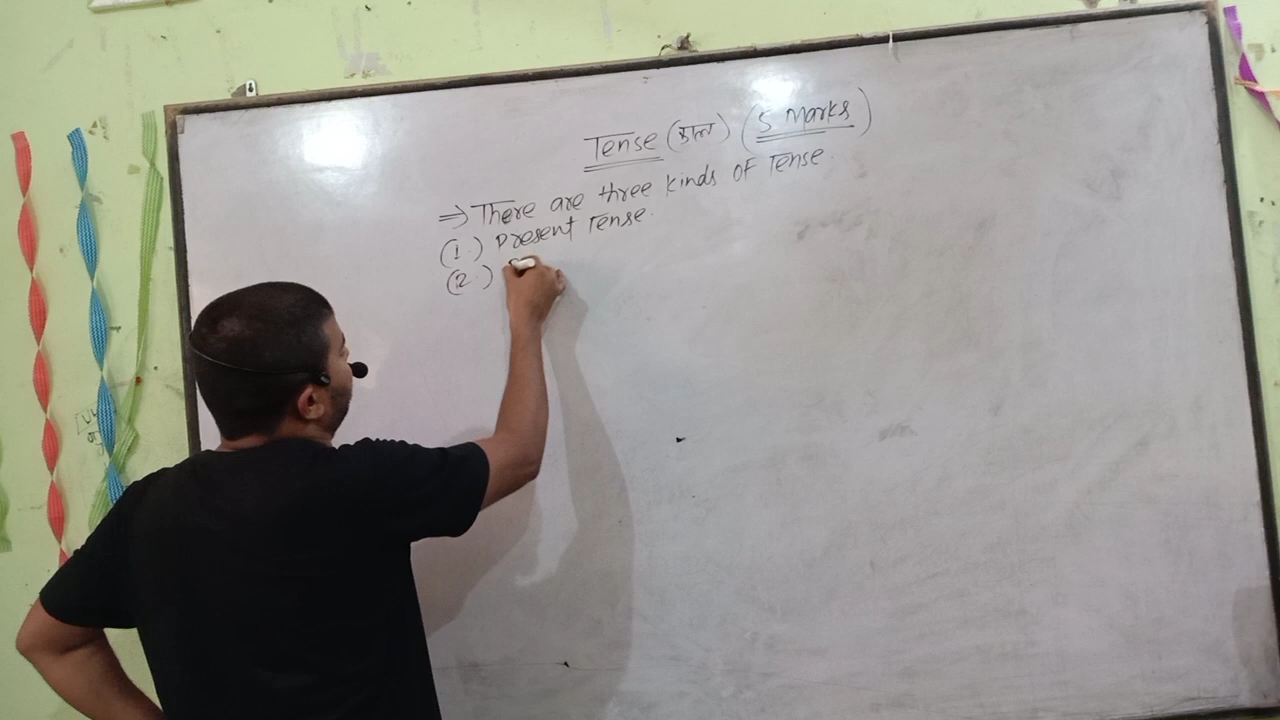 Tense (काल) (5 Marks)
⇒ There are three kinds of Tense.
(1.) Present Tense.
(2.)